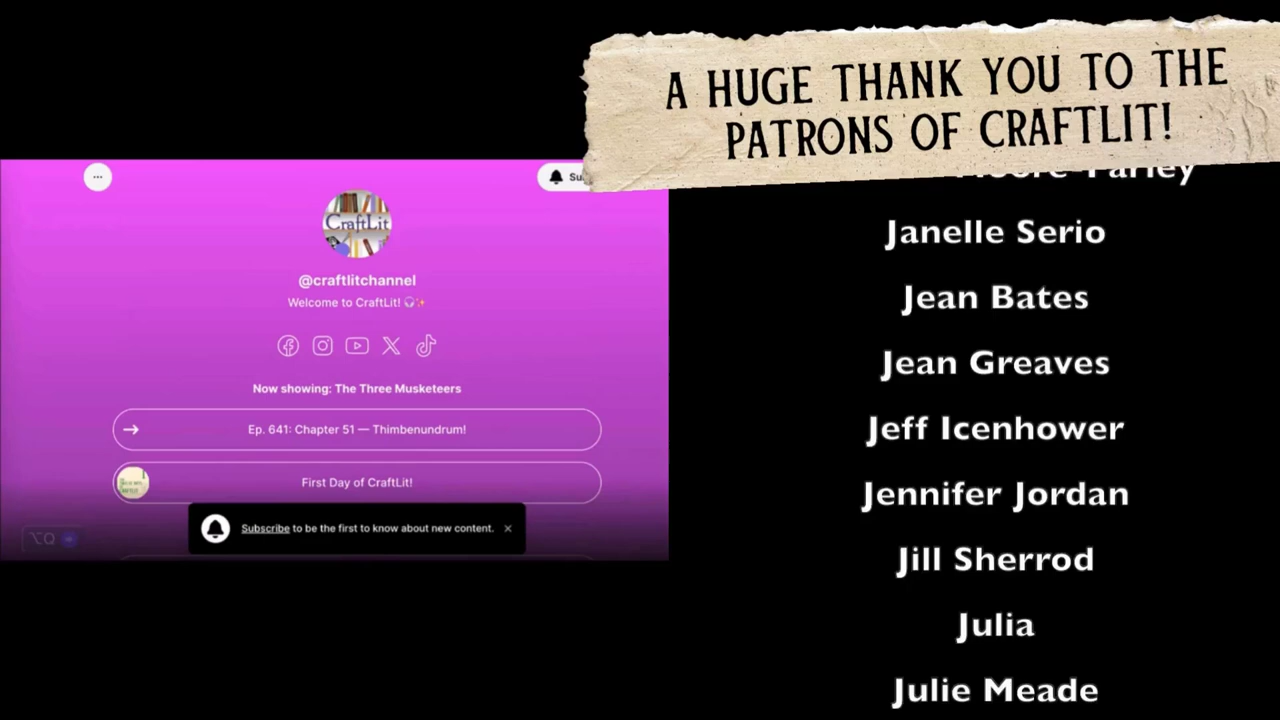 A HUGE THANK YOU TO THE
PATRONS OF CRAFTLIT!
CraftLit
@craftlitchannel
Welcome to CraftLit! 🎧✨
Now showing: The Three Musketeers
Ep. 641: Chapter 51 — Thimbenundrum!
First Day of CraftLit!
Subscribe to be the first to know about new content.
⌥Q
Farley
Janelle Serio
Jean Bates
Jean Greaves
Jeff Icenhower
Jennifer Jordan
Jill Sherrod
Julia
Julie Meade